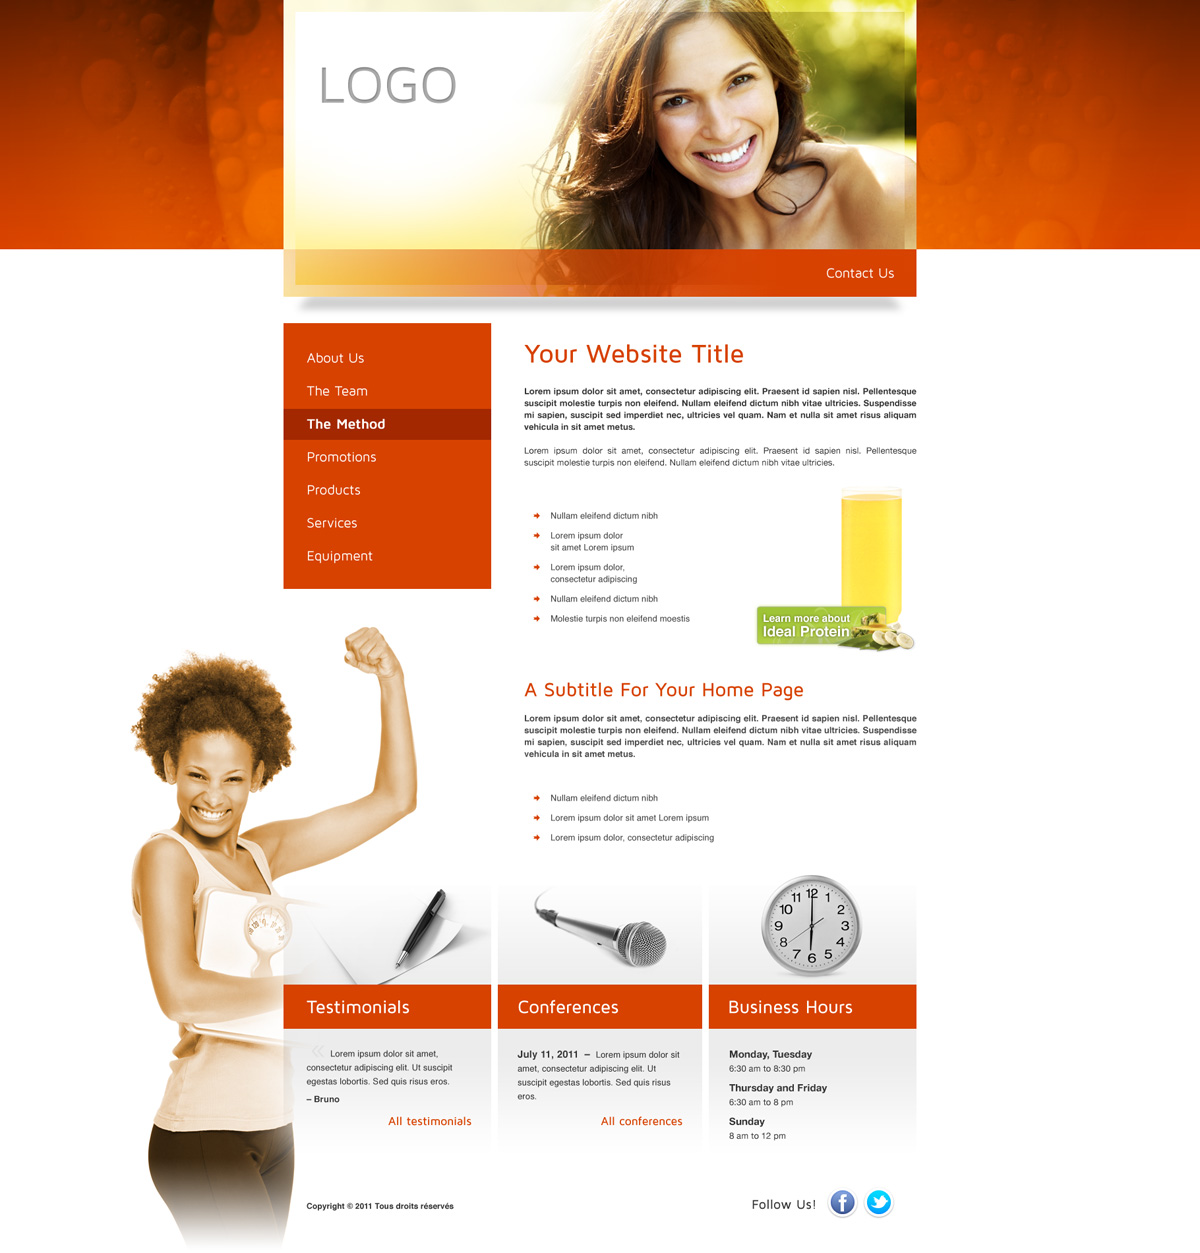 LOGO
Contact Us
About Us
The Team
The Method
Promotions
Products
Services
Equipment
Your Website Title
Lorem ipsum dolor sit amet, consectetur adipiscing elit. Praesent id sapien nisl. Pellentesque
suscipit molestie turpis non eleifend. Nullam eleifend dictum nibh vitae ultricies. Suspendisse
mi sapien, suscipit sed imperdiet nec, ultricies vel quam. Nam et nulla sit amet risus aliquam
vehicula in sit amet metus.
Lorem ipsum dolor sit amet, consectetur adipiscing elit. Praesent id sapien nisl. Pellentesque
suscipit molestie turpis non eleifend. Nullam eleifend dictum nibh vitae ultricies.
Nullam eleifend dictum nibh
Lorem ipsum dolor
sit amet Lorem ipsum
Lorem ipsum dolor,
consectetur adipiscing
Nullam eleifend dictum nibh
Molestie turpis non eleifend moestis
Learn more about
Ideal Protein
A Subtitle For Your Home Page
Lorem ipsum dolor sit amet, consectetur adipiscing elit. Praesent id sapien nisl. Pellentesque
suscipit molestie turpis non eleifend. Nullam eleifend dictum nibh vitae ultricies. Suspendisse
mi sapien, suscipit sed imperdiet nec, ultricies vel quam. Nam et nulla sit amet risus aliquam
vehicula in sit amet metus.
Nullam eleifend dictum nibh
Lorem ipsum dolor sit amet Lorem ipsum
Lorem ipsum dolor, consectetur adipiscing
12 1 2 3 4 5 6 7 8 9 10 11
Testimonials
« Lorem ipsum dolor sit amet,
consectetur adipiscing elit. Ut suscipit
egestas lobortis. Sed quis risus eros.
– Bruno
All testimonials
Conferences
July 11, 2011 – Lorem ipsum dolor sit
amet, consectetur adipiscing elit. Ut
suscipit egestas lobortis. Sed quis risus
eros.
All conferences
Business Hours
Monday, Tuesday
6:30 am to 8:30 pm
Thursday and Friday
6:30 am to 8 pm
Sunday
8 am to 12 pm
Copyright © 2011 Tous droits réservés
Follow Us!
f